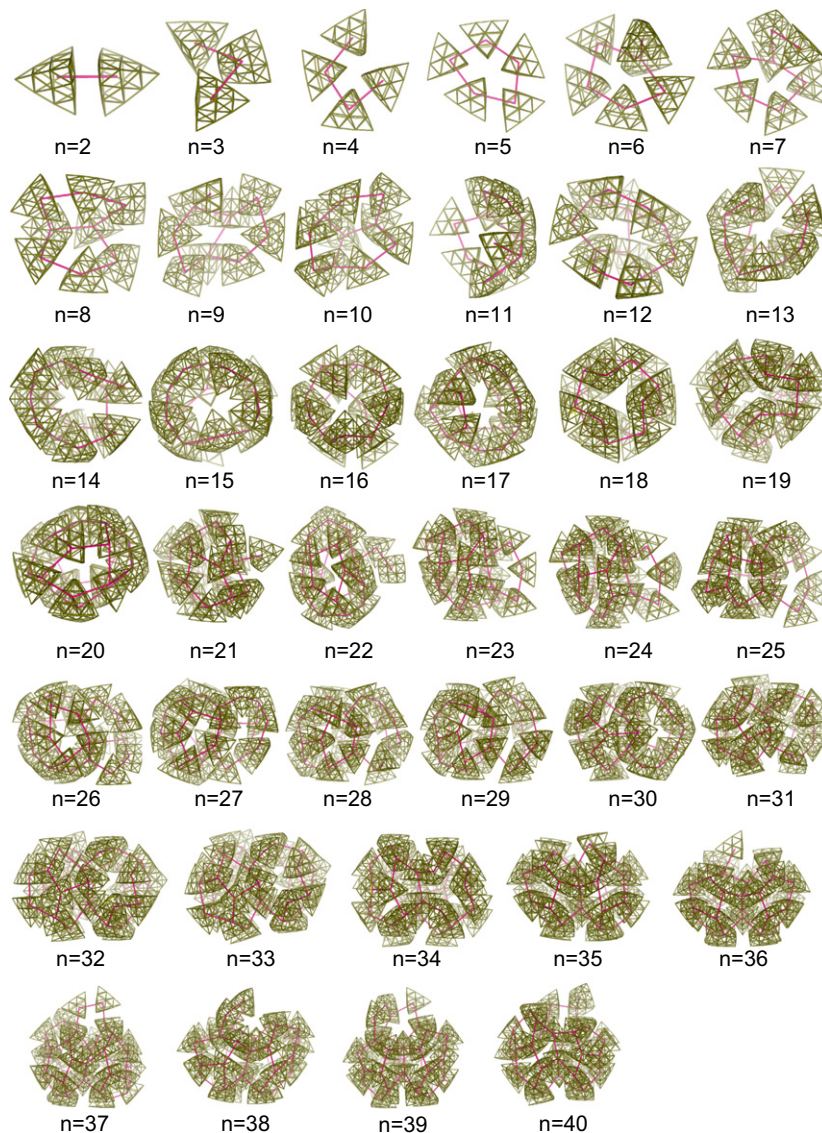 n=2 n=3 n=4 n=5 n=6 n=7
n=8 n=9 n=10 n=11 n=12 n=13
n=14 n=15 n=16 n=17 n=18 n=19
n=20 n=21 n=22 n=23 n=24 n=25
n=26 n=27 n=28 n=29 n=30 n=31
n=32 n=33 n=34 n=35 n=36
n=37 n=38 n=39 n=40